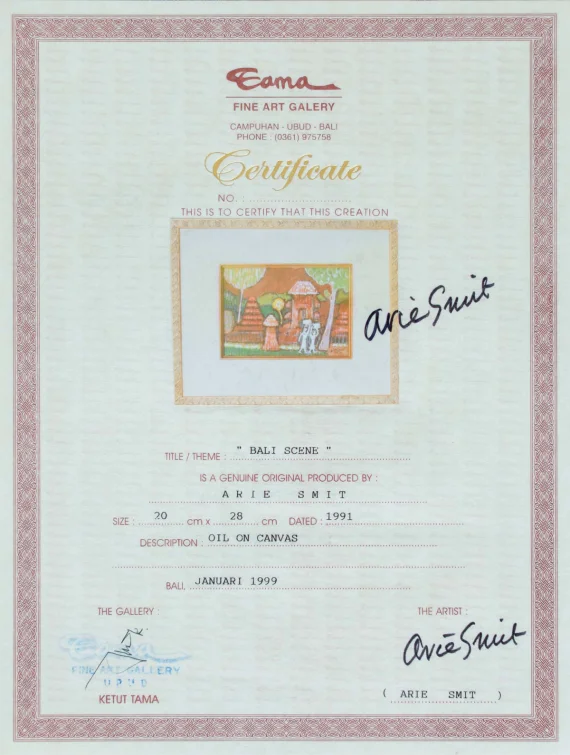 Tama
FINE ART GALERY
CAMPUHAN - UBUD - BALI
PHONE : (0361) 975758
Certificate
NO. :
THIS IS TO CERTIFY THAT THIS CREATION
Arie Smit
TITLE / THEME : " BALI SCENE "
IS A GENUINE ORIGINAL PRODUCED BY :
ARIE SMIT
SIZE : 20 cm x 28 cm DATED : 1991
DESCRIPTION : OIL ON CANVAS
BALI, JANUARI 1999
THE GALLERY : THE ARTIST :
Arie Smit
FINE ART GALLERY
UBUD
KETUT TAMA ( ARIE SMIT )